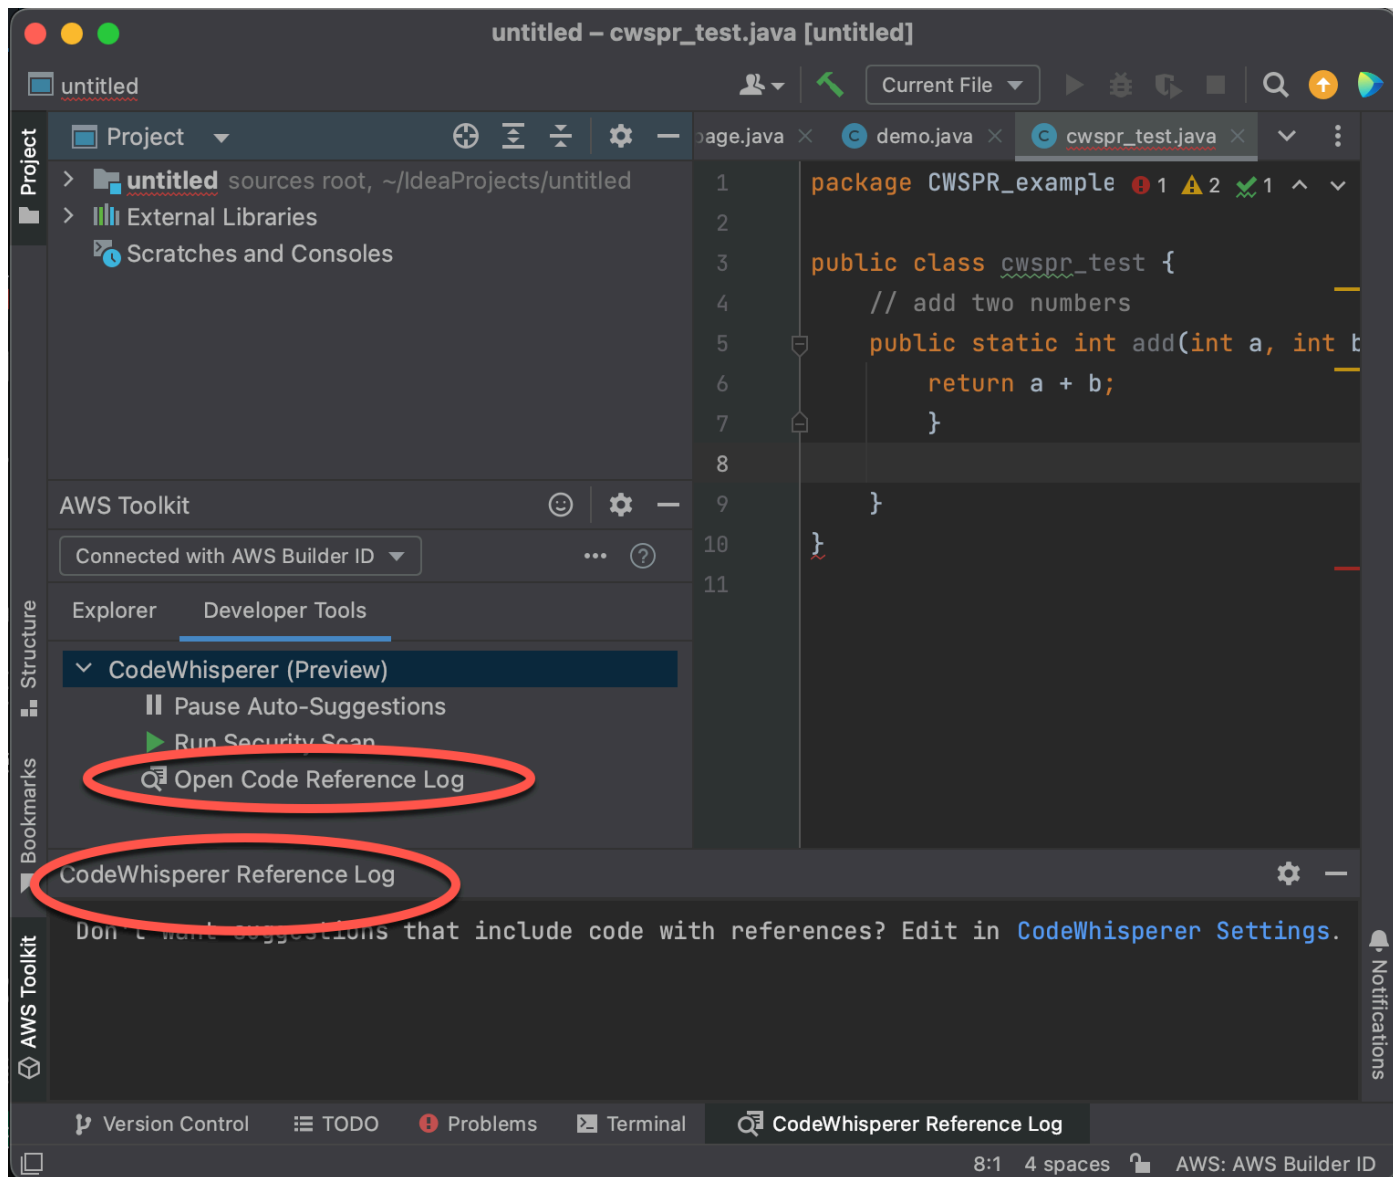 untitled – cwspr_test.java [untitled]
untitled
Current File
Project
Project
untitled sources root, ~/IdeaProjects/untitled
External Libraries
Scratches and Consoles
page.java
demo.java
cwspr_test.java
1 package CWSPR_example 1 2 1
2
3 public class cwspr_test {
4 // add two numbers
5 public static int add(int a, int b
6 return a + b;
7 }
8
9 }
10 }
11
AWS Toolkit
Connected with AWS Builder ID
Explorer Developer Tools
CodeWhisperer (Preview)
Pause Auto-Suggestions
Run Security Scan
Open Code Reference Log
Structure
Bookmarks
AWS Toolkit
CodeWhisperer Reference Log
Don't want suggestions that include code with references? Edit in CodeWhisperer Settings.
Notifications
Version Control TODO Problems Terminal CodeWhisperer Reference Log
8:1 4 spaces AWS: AWS Builder ID